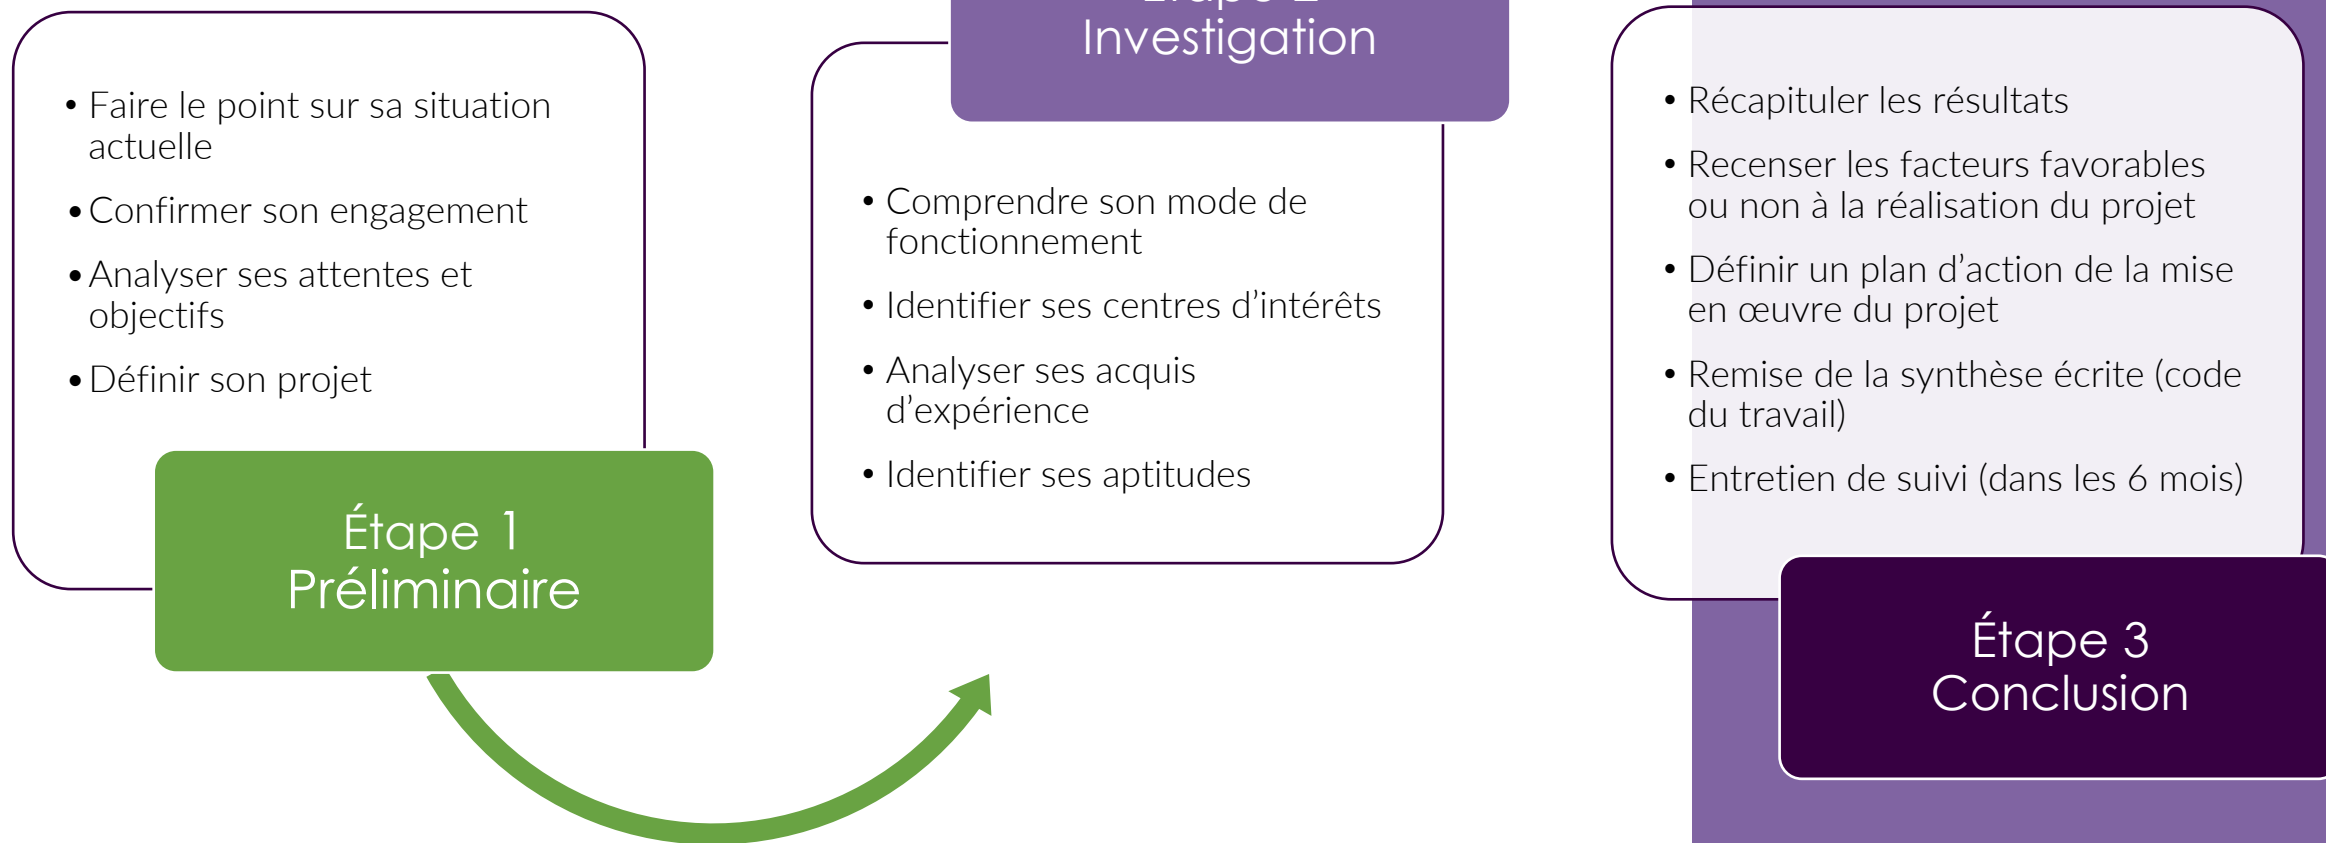 • Faire le point sur sa situation
actuelle
• Confirmer son engagement
• Analyser ses attentes et
objectifs
• Définir son projet
Étape 1
Préliminaire
Étape 2
Investigation
• Comprendre son mode de
fonctionnement
• Identifier ses centres d’intérêts
• Analyser ses acquis
d’expérience
• Identifier ses aptitudes
• Récapituler les résultats
• Recenser les facteurs favorables
ou non à la réalisation du projet
• Définir un plan d’action de la mise
en œuvre du projet
• Remise de la synthèse écrite (code
du travail)
• Entretien de suivi (dans les 6 mois)
Étape 3
Conclusion